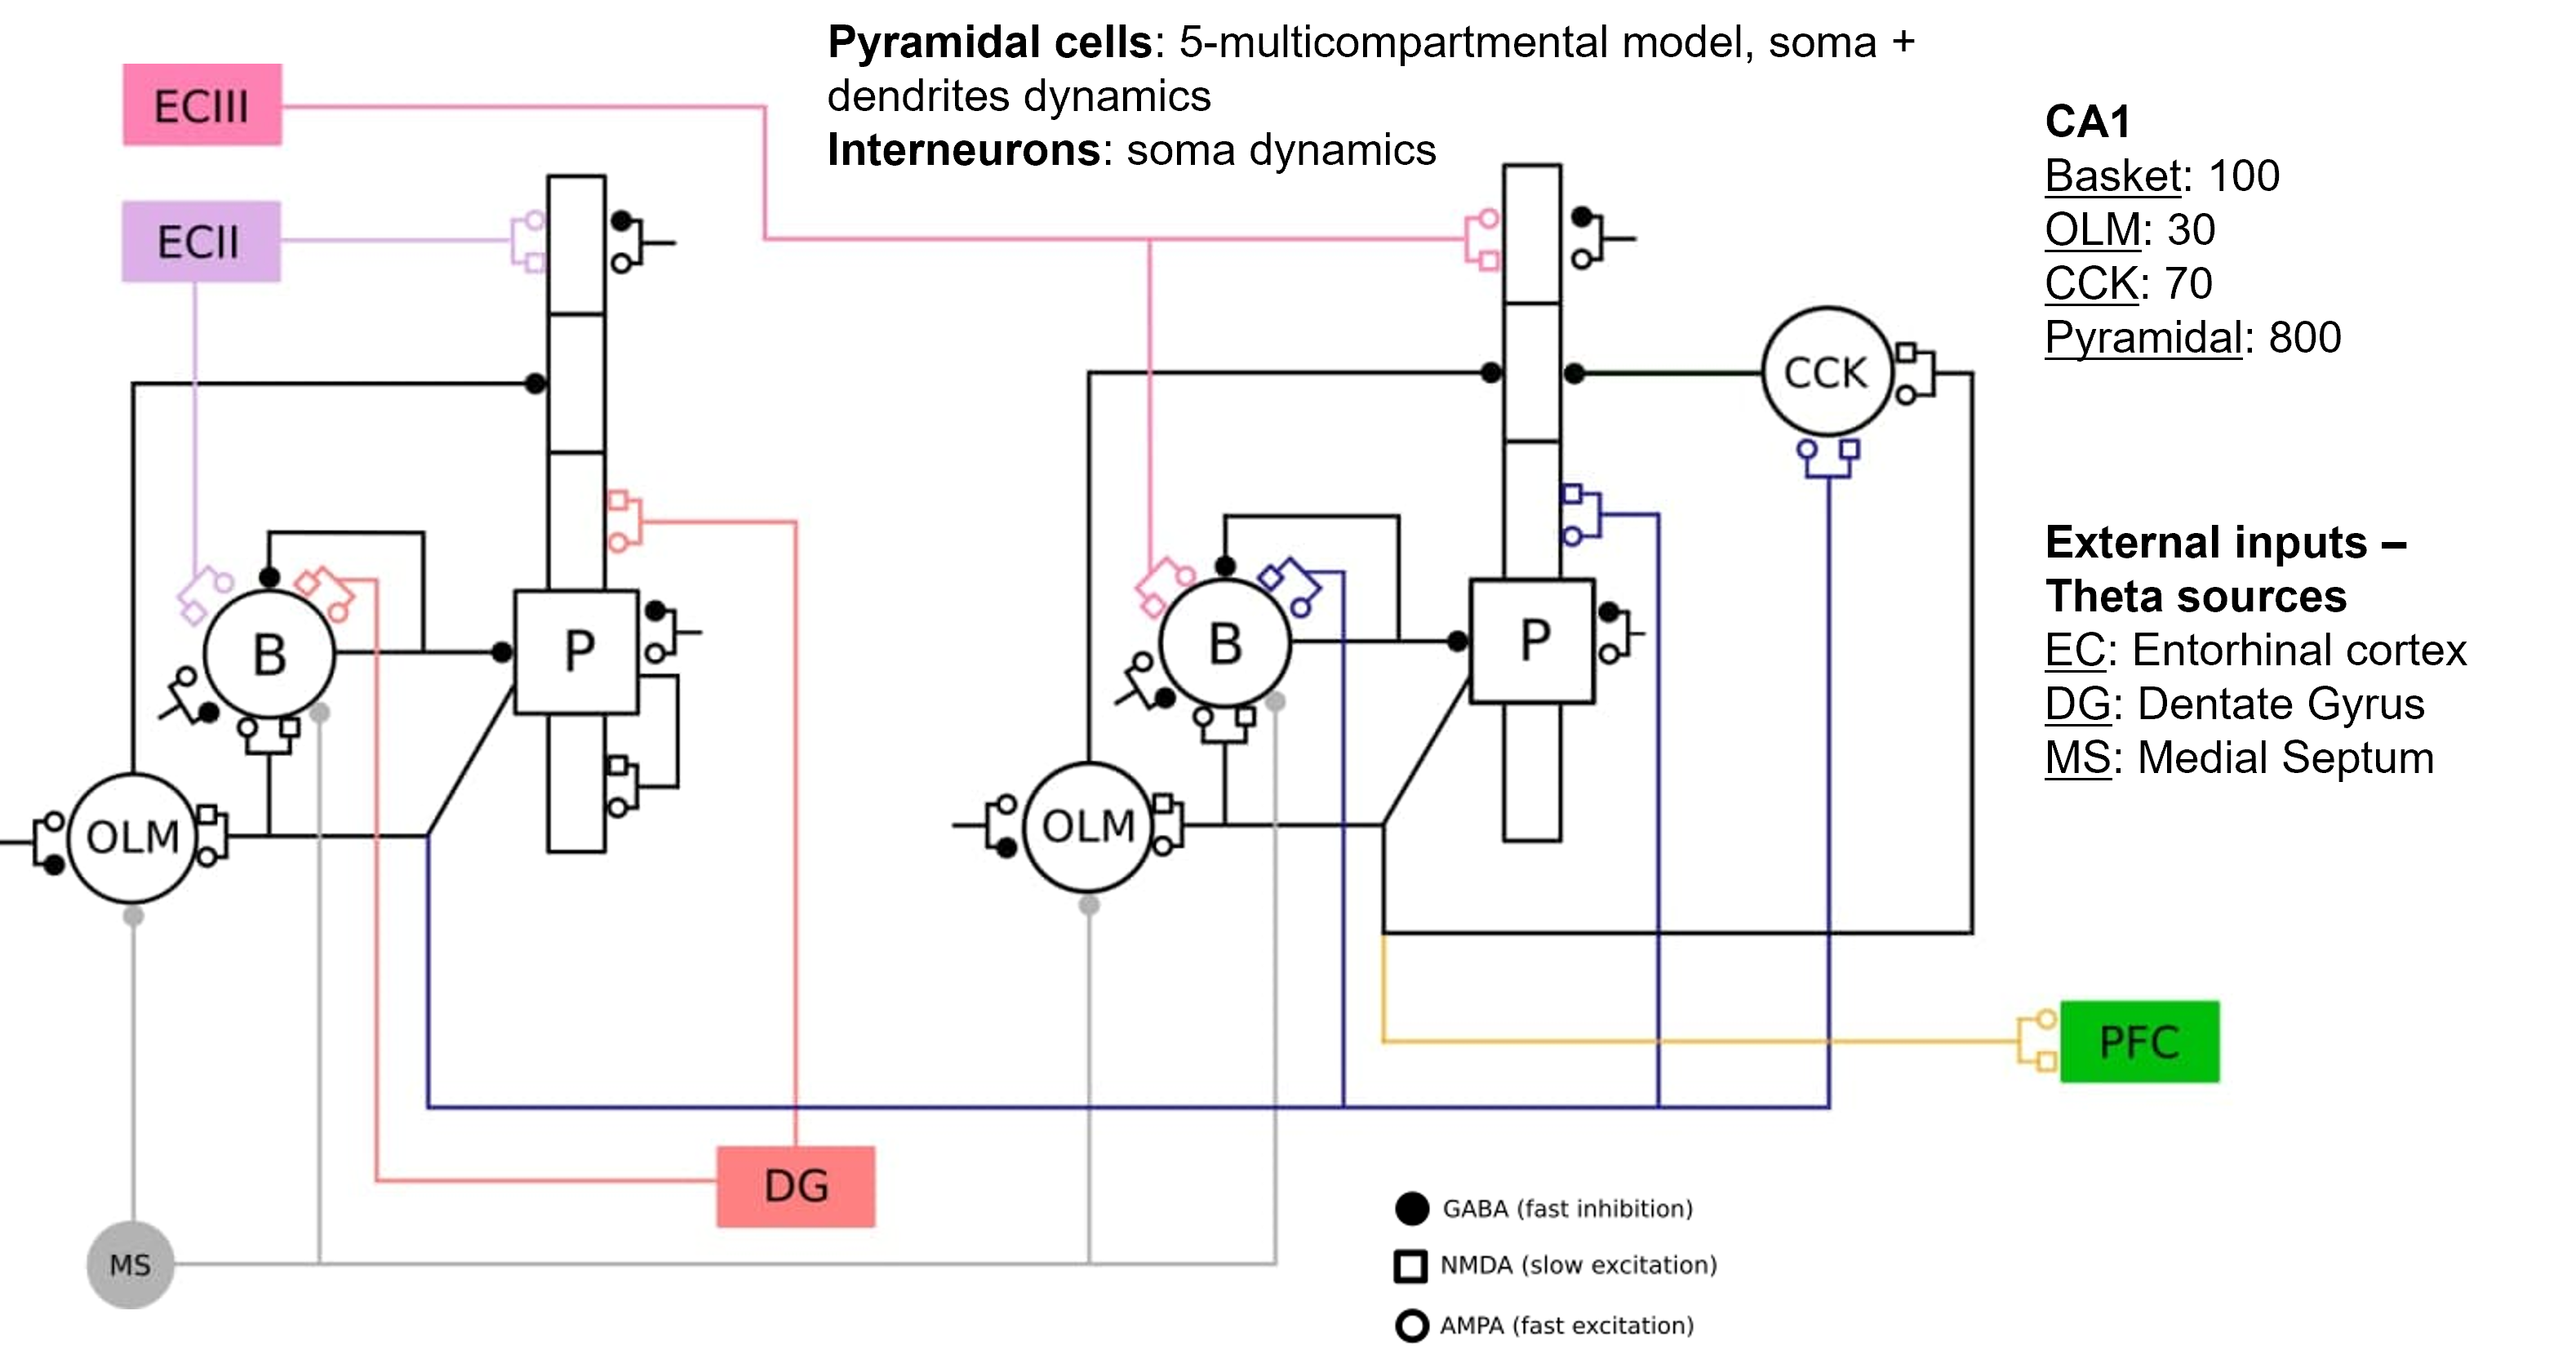 Pyramidal cells: 5-multicompartmental model, soma +
dendrites dynamics
Interneurons: soma dynamics
ECIII
ECII
B
P
OLM
MS
DG
B
P
OLM
CCK
PFC
CA1
Basket: 100
OLM: 30
CCK: 70
Pyramidal: 800
External inputs –
Theta sources
EC: Entorhinal cortex
DG: Dentate Gyrus
MS: Medial Septum
GABA (fast inhibition)
NMDA (slow excitation)
AMPA (fast excitation)